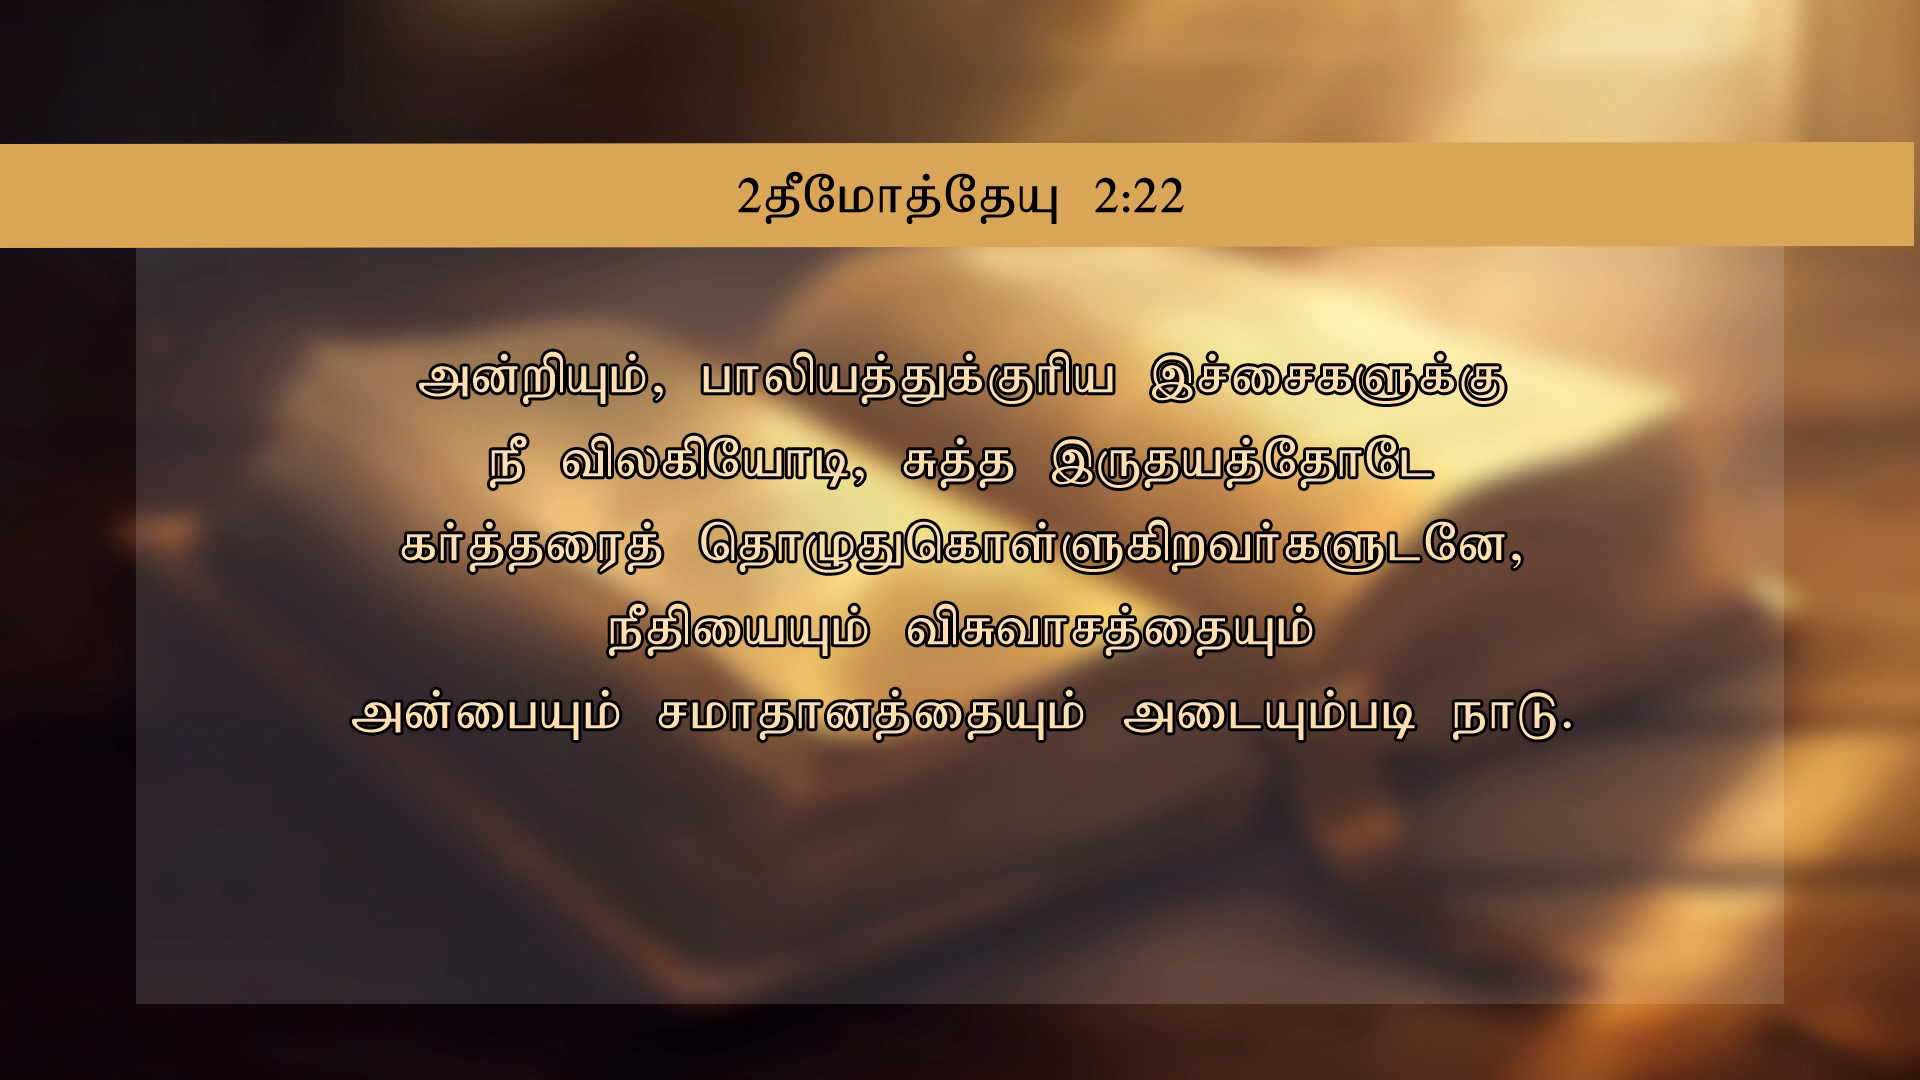 2தீமோத்தேயு 2:22
அன்றியும், பாலியத்துக்குரிய இச்சைகளுக்கு
நீ விலகியோடி, சுத்த இருதயத்தோடே
கர்த்தரைத் தொழுதுகொள்ளுகிறவர்களுடனே,
நீதியையும் விசுவாசத்தையும்
அன்பையும் சமாதானத்தையும் அடையும்படி நாடு.